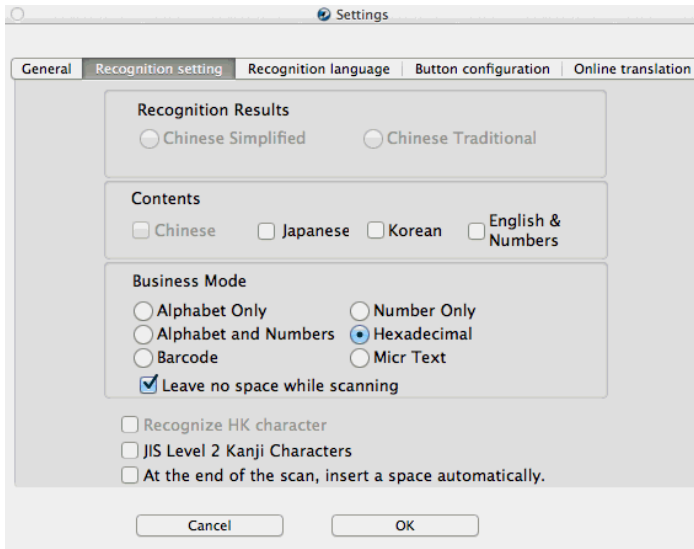 Settings
General Recognition setting Recognition language Button configuration Online translation
Recognition Results
Chinese Simplified Chinese Traditional
Contents
Chinese Japanese Korean English &
Numbers
Business Mode
Alphabet Only Number Only
Alphabet and Numbers Hexadecimal
Barcode Micr Text
Leave no space while scanning
Recognize HK character
JIS Level 2 Kanji Characters
At the end of the scan, insert a space automatically.
Cancel OK